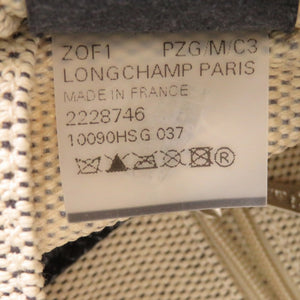 ZOF1 PZG/M/C3
LONGCHAMP PARIS
MADE IN FRANCE
2228746
10090HSG 037
®